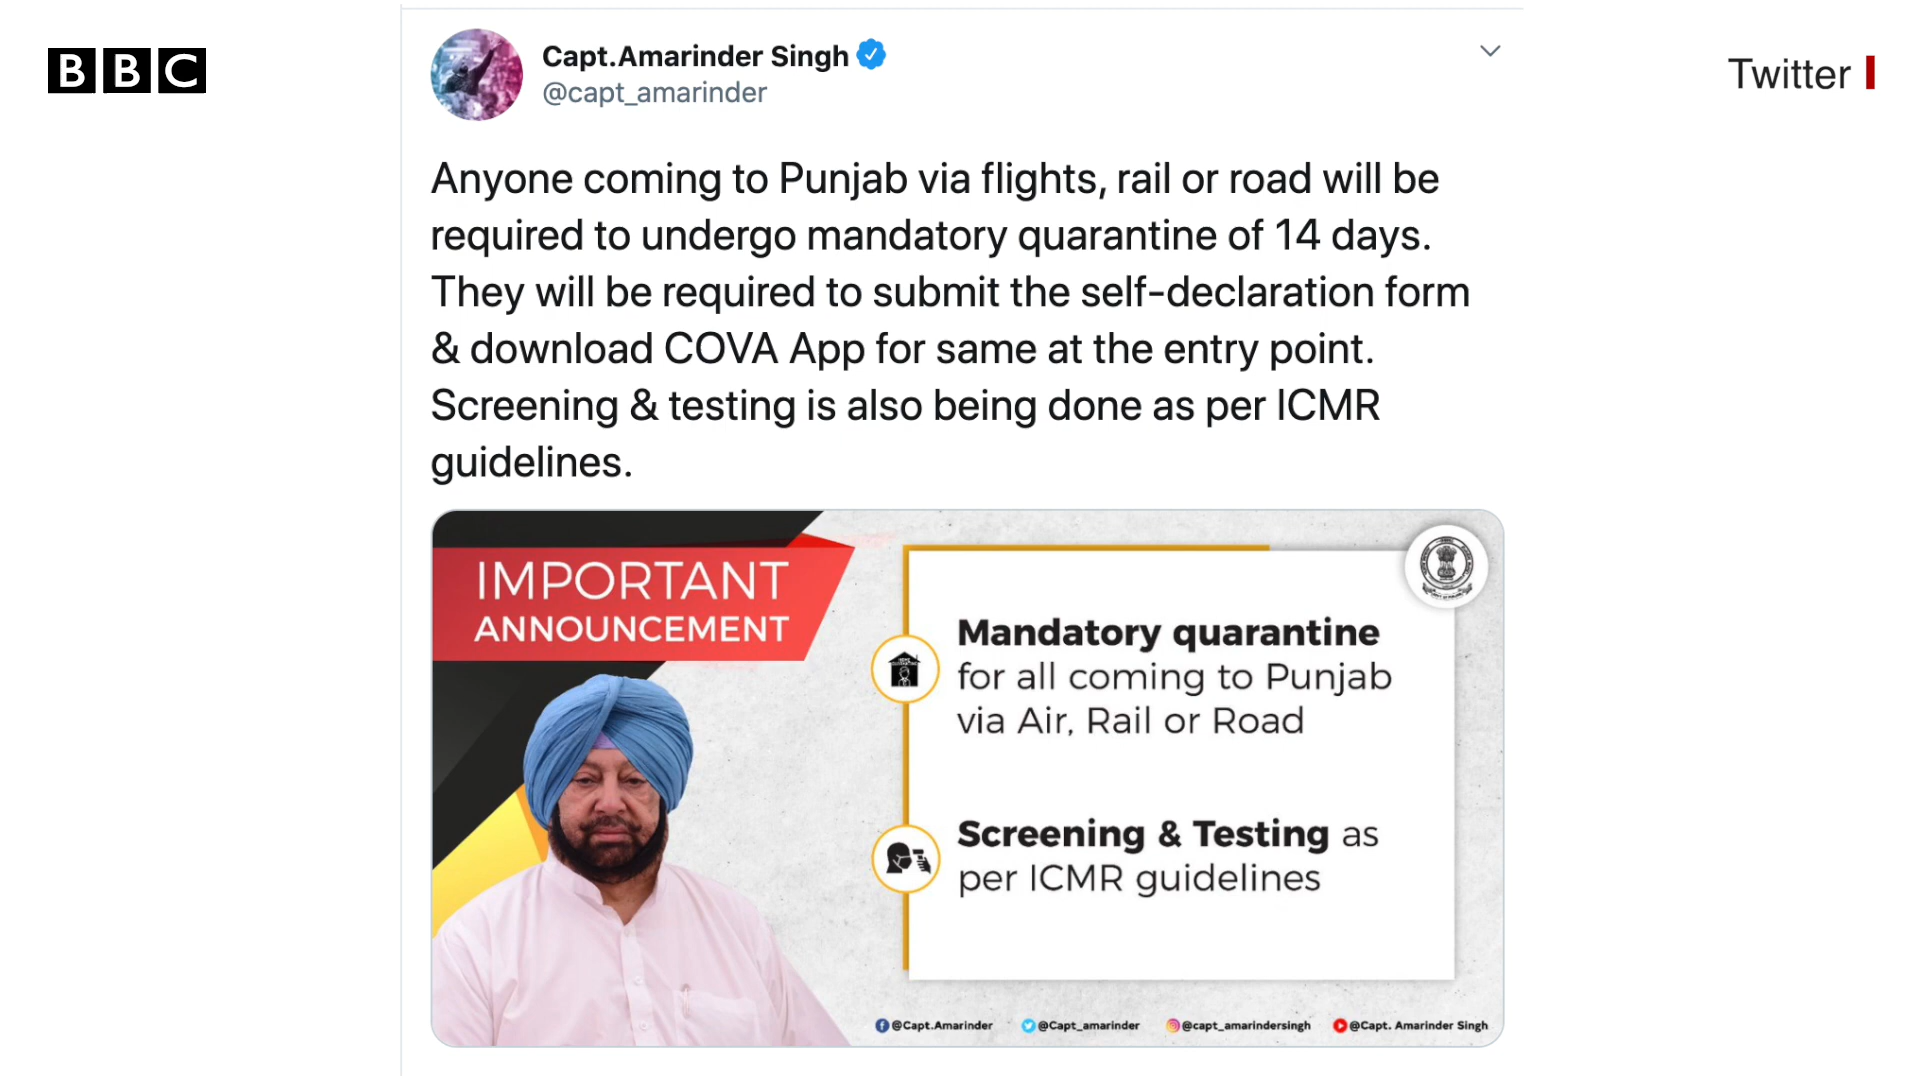 BBC
Capt.Amarinder Singh
@capt_amarinder
Twitter
Anyone coming to Punjab via flights, rail or road will be
required to undergo mandatory quarantine of 14 days.
They will be required to submit the self-declaration form
& download COVA App for same at the entry point.
Screening & testing is also being done as per ICMR
guidelines.
IMPORTANT
ANNOUNCEMENT
Mandatory quarantine
for all coming to Punjab
via Air, Rail or Road
Screening & Testing as
per ICMR guidelines
@Capt.Amarinder @Capt_amarinder @capt_amarindersingh @Capt. Amarinder Singh